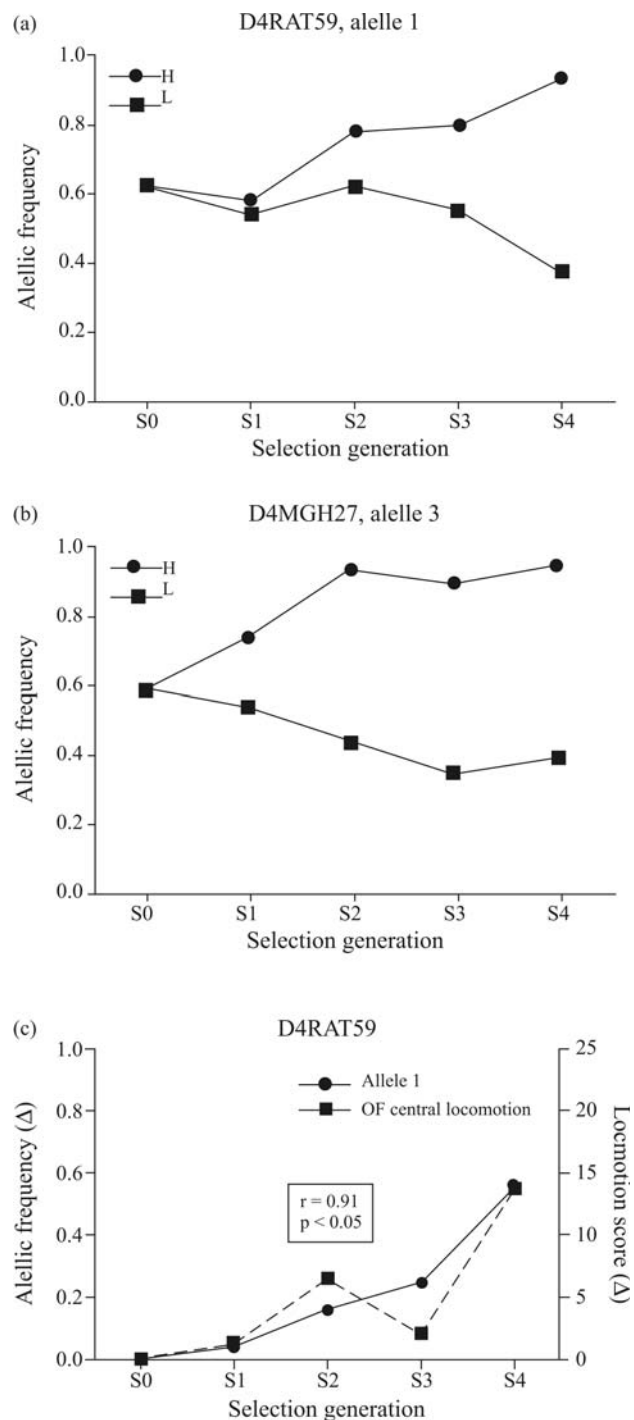 (a)
D4RAT59, alelle 1
H
L
1.0
0.8
0.6
0.4
0.2
0.0
Alellic frequency
S0 S1 S2 S3 S4
Selection generation
(b)
D4MGH27, alelle 3
H
L
1.0
0.8
0.6
0.4
0.2
0.0
Alellic frequency
S0 S1 S2 S3 S4
Selection generation
(c)
D4RAT59
Allele 1
OF central locomotion
r = 0.91
p < 0.05
1.0
0.8
0.6
0.4
0.2
0.0
Alellic frequency (Δ)
25
20
15
10
5
0
Locmotion score (Δ)
S0 S1 S2 S3 S4
Selection generation